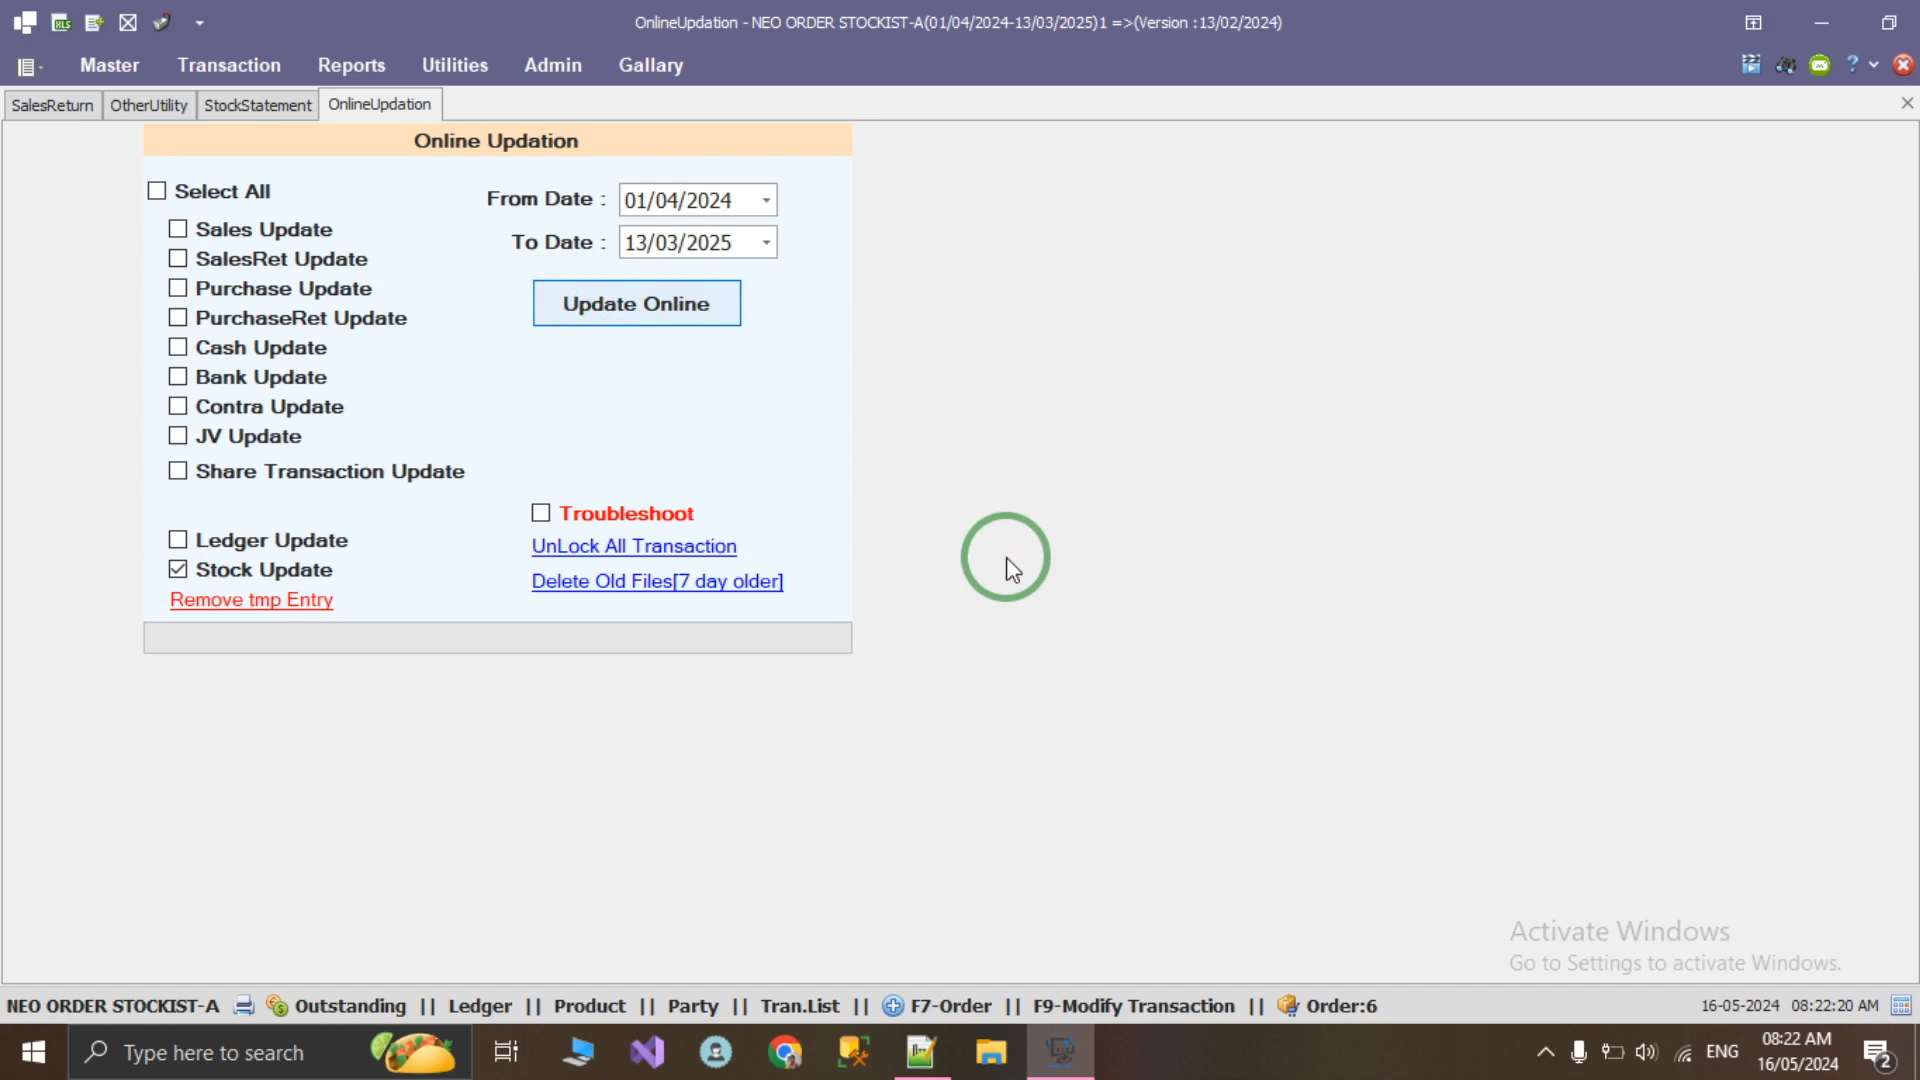 OnlineUpdation - NEO ORDER STOCKIST-A(01/04/2024-13/03/2025)1 =>(Version :13/02/2024)
Master Transaction Reports Utilities Admin Gallary
SalesReturn OtherUtility StockStatement OnlineUpdation
Online Updation
Select All
From Date : 01/04/2024
Sales Update
To Date : 13/03/2025
SalesRet Update
Purchase Update
Update Online
PurchaseRet Update
Cash Update
Bank Update
Contra Update
JV Update
Share Transaction Update
Troubleshoot
Ledger Update
UnLock All Transaction
Stock Update
Delete Old Files[7 day older]
Remove tmp Entry
Activate Windows
Go to Settings to activate Windows.
NEO ORDER STOCKIST-A Outstanding || Ledger || Product || Party || Tran.List || F7-Order || F9-Modify Transaction || Order:6 16-05-2024 08:22:20 AM
Type here to search
ENG
08:22 AM
16/05/2024
2